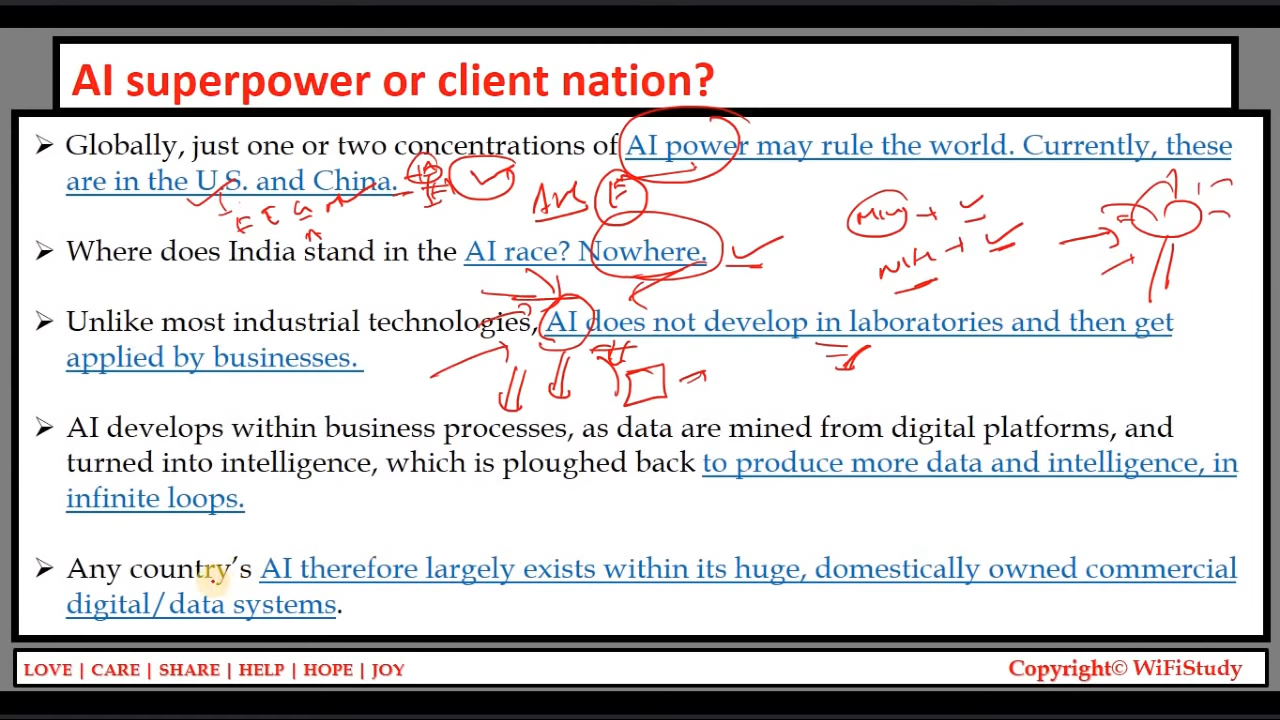 AI superpower or client nation?
➢ Globally, just one or two concentrations of AI power may rule the world. Currently, these
are in the U.S. and China.
➢ Where does India stand in the AI race? Nowhere.
➢ Unlike most industrial technologies, AI does not develop in laboratories and then get
applied by businesses.
➢ AI develops within business processes, as data are mined from digital platforms, and
turned into intelligence, which is ploughed back to produce more data and intelligence, in
infinite loops.
➢ Any country’s AI therefore largely exists within its huge, domestically owned commercial
digital/data systems.
LOVE | CARE | SHARE | HELP | HOPE | JOY
Copyright© WiFiStudy